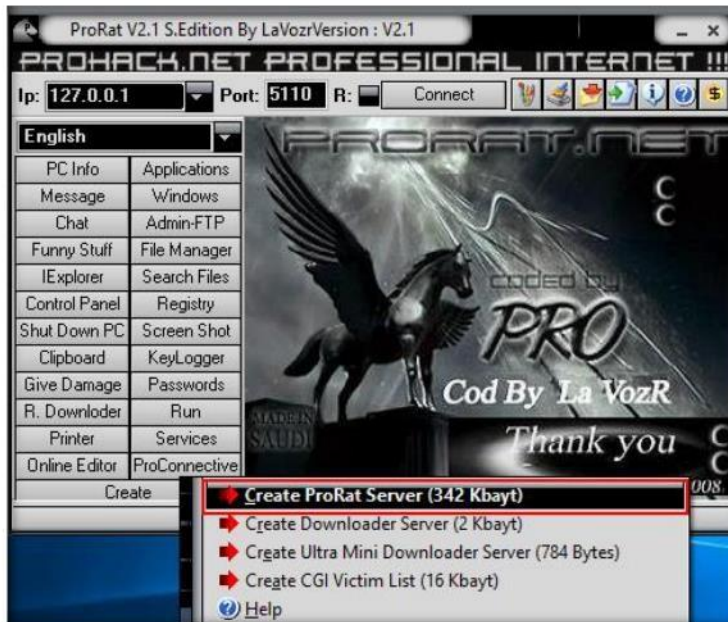 ProRat V2.1 S.Edition By LaVozrVersion : V2.1
PROHACK.NET PROFESSIONAL INTERNET !!!
Ip: 127.0.0.1 Port: 5110 R: Connect
English
PRORAT.NET
PC Info Applications
Message Windows
Chat Admin-FTP
Funny Stuff File Manager
IExplorer Search Files
Control Panel Registry
coded by
PRO
Shut Down PC Screen Shot
Clipboard KeyLogger
Cod By La VozR
Give Damage Passwords
R. Downloder Run
MADE IN
SAUDI
Thank you
Printer Services
Online Editor ProConnective
Create
008
Create ProRat Server (342 Kbayt)
Create Downloader Server (2 Kbayt)
Create Ultra Mini Downloader Server (784 Bytes)
Create CGI Victim List (16 Kbayt)
Help